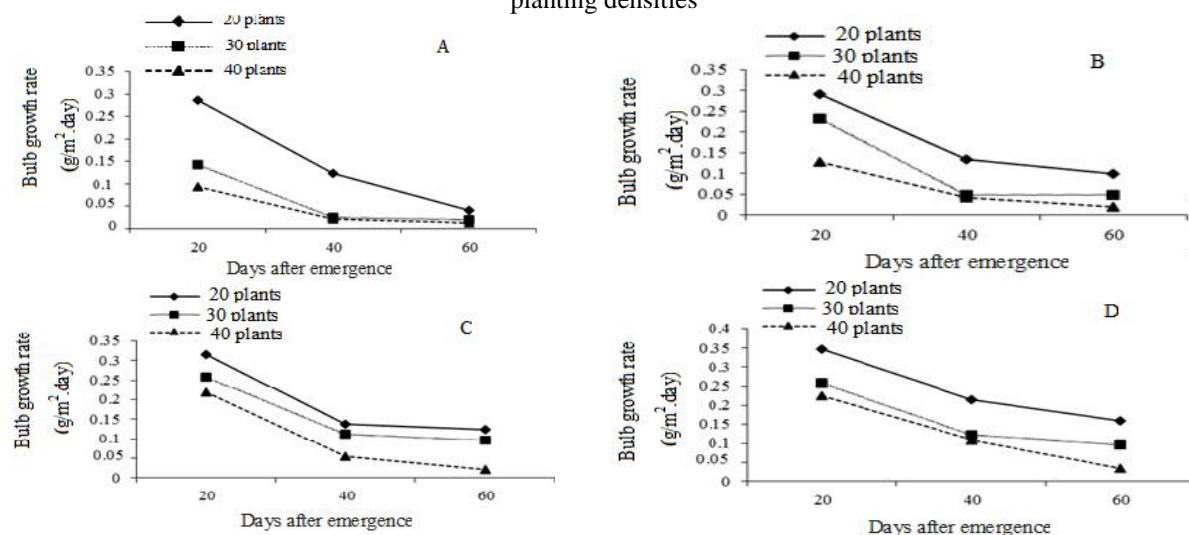 planting densities
20 plants
30 plants
40 plants
A
Bulb growth rate
(g/m².day)
0.35
0.3
0.25
0.2
0.15
0.1
0.05
0
20
40
60
Days after emergence
20 plants
30 plants
40 plants
B
Bulb growth rate
(g/m².day)
0.35
0.3
0.25
0.2
0.15
0.1
0.05
0
20
40
60
Days after emergence
20 plants
30 plants
40 plants
C
Bulb growth rate
(g/m².day)
0.35
0.3
0.25
0.2
0.15
0.1
0.05
0
20
40
60
Days after emergence
20 plants
30 plants
40 plants
D
Bulb growth rate
(g/m².day)
0.4
0.35
0.3
0.25
0.2
0.15
0.1
0.05
0
20
40
60
Days after emergence